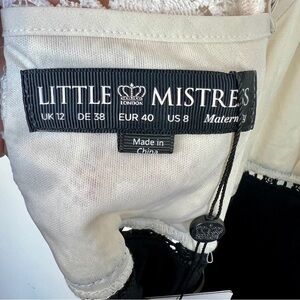 LITTLE MISTRESS
LONDON
UK 12 DE 38 EUR 40 US 8 Maternity
Made in
China